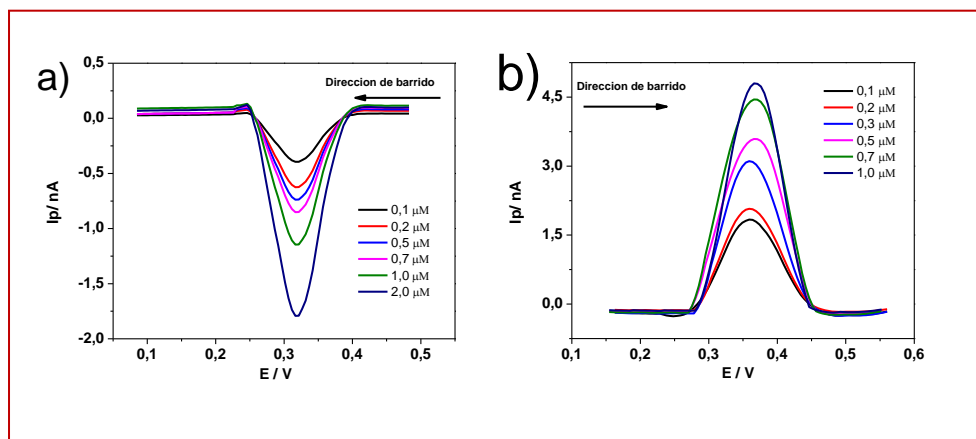 a)
Direccion de barrido
0,5
0,0
-0,5
-1,0
-1,5
-2,0
Ip/ nA
0,1 μM
0,2 μM
0,5 μM
0,7 μM
1,0 μM
2,0 μM
0,1 0,2 0,3 0,4 0,5
E / V
b)
Direccion de barrido
4,5
3,0
1,5
0,0
Ip/ nA
0,1 μM
0,2 μM
0,3 μM
0,5 μM
0,7 μM
1,0 μM
0,1 0,2 0,3 0,4 0,5 0,6
E / V